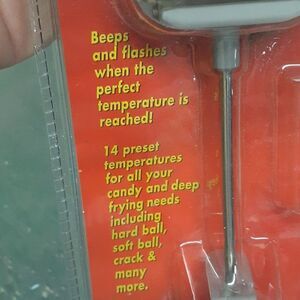 Beeps
and flashes
when the
perfect
temperature is
reached!
14 preset
temperatures
for all your
candy and deep
frying needs
including
hard ball,
soft ball,
crack &
many
more.